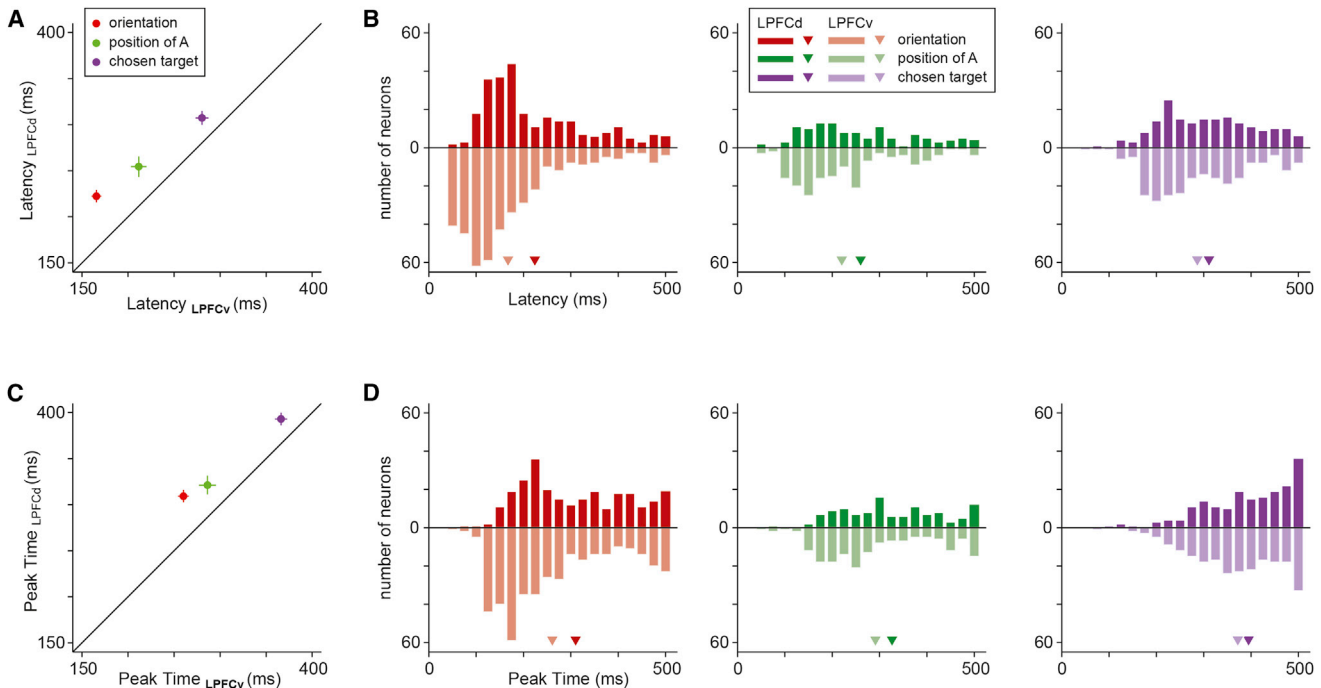 A
B
orientation
position of A
chosen target
400
150
Latency LPFCd (ms)
150
400
Latency LPFCv (ms)
number of neurons
60
0
60
0
500
Latency (ms)
LPFCd
LPFCv
orientation
position of A
chosen target
60
0
60
0
500
60
0
60
0
500
C
D
400
150
Peak Time LPFCd (ms)
150
400
Peak Time LPFCv (ms)
number of neurons
60
0
60
0
500
Peak Time (ms)
60
0
60
0
500
60
0
60
0
500